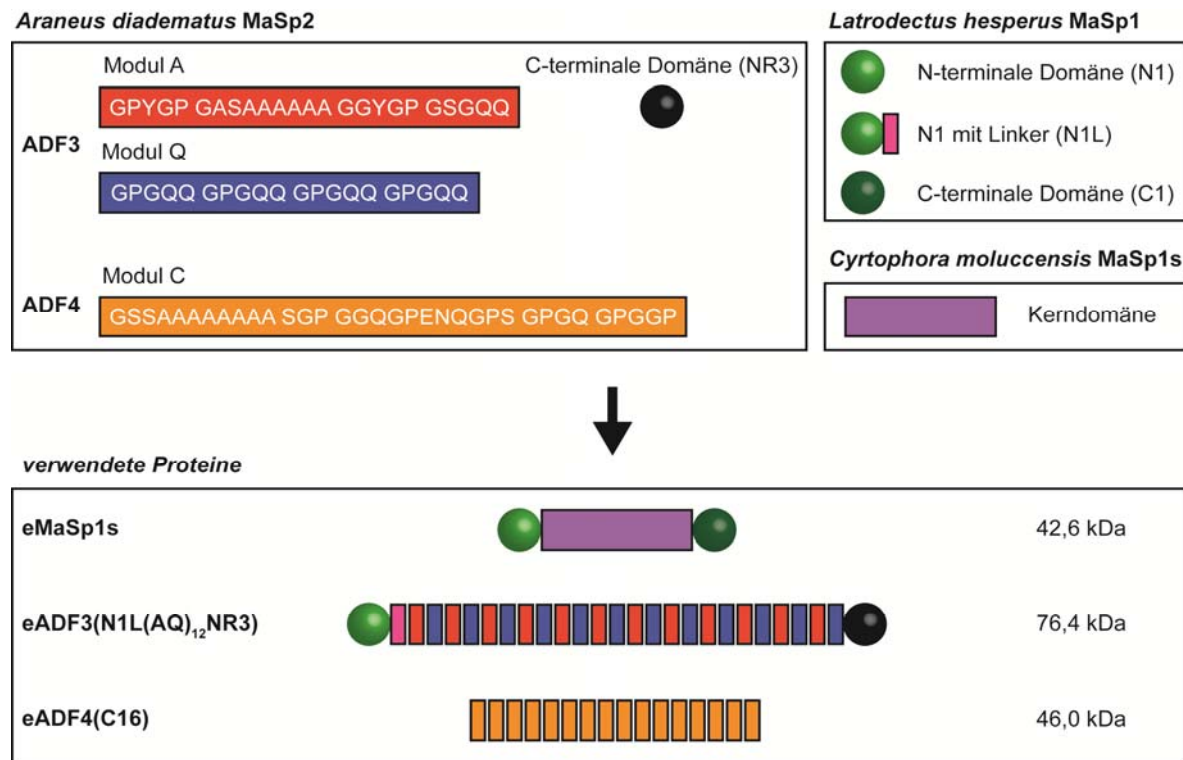 Araneus diadematus MaSp2
Modul A
C-terminale Domäne (NR3)
GPYGP GASAAAAAA GGYGP GSGQQ
ADF3
Modul Q
GPGQQ GPGQQ GPGQQ GPGQQ
Modul C
ADF4
GSSAAAAAAAA SGP GGQGPENQGPS GPGQ GPGGP
Latrodectus hesperus MaSp1
N-terminale Domäne (N1)
N1 mit Linker (N1L)
C-terminale Domäne (C1)
Cyrtophora moluccensis MaSp1s
Kerndomäne
verwendete Proteine
eMaSp1s 42,6 kDa
eADF3(N1L(AQ)₁₂NR3) 76,4 kDa
eADF4(C16) 46,0 kDa